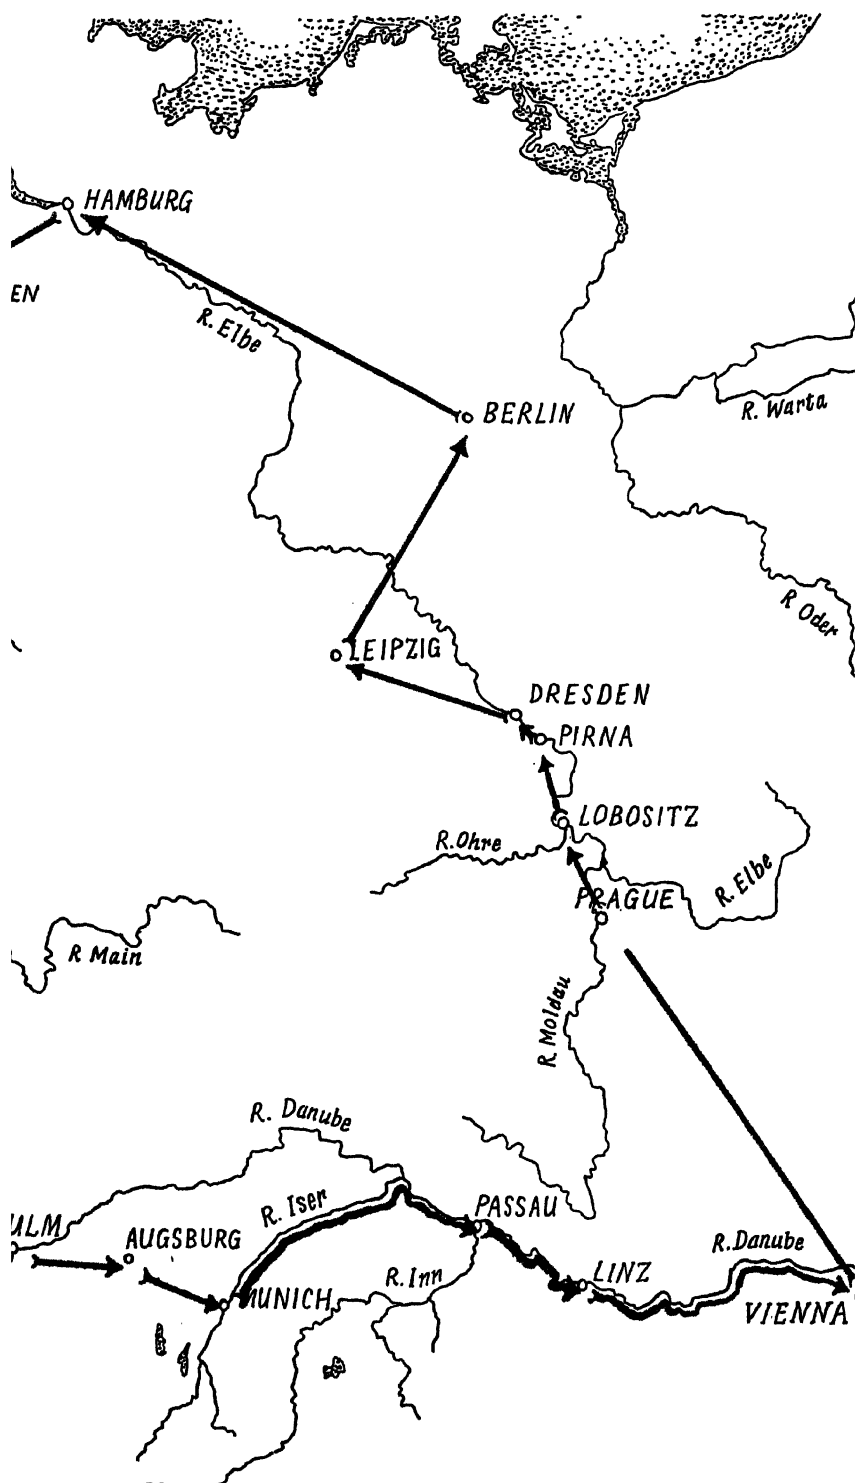 HAMBURG
EN
R. Elbe
BERLIN
R. Warta
R Oder
LEIPZIG
DRESDEN
PIRNA
LOBOSITZ
R.Ohre
R. Elbe
PRAGUE
R Main
R. Moldau
R. Danube
R. Iser
PASSAU
ULM
AUGSBURG
R.Danube
LINZ
R.Inn
MUNICH
VIENNA